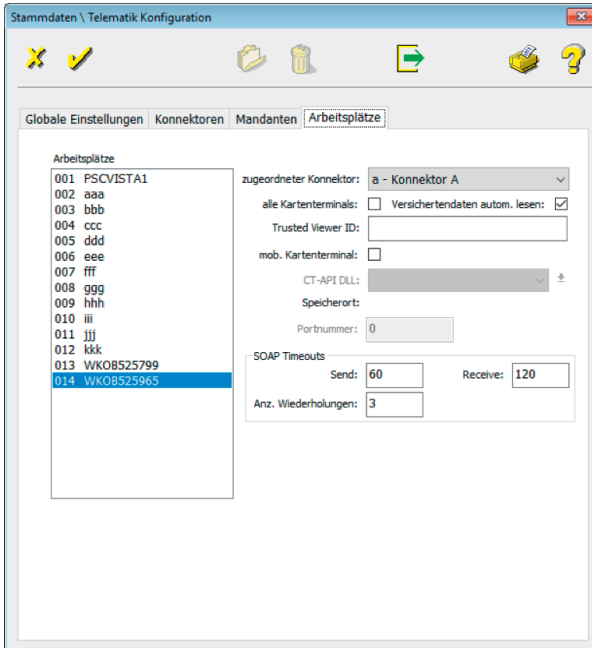 Stammdaten \ Telematik Konfiguration
Globale Einstellungen Konnektoren Mandanten Arbeitsplätze
Arbeitsplätze
001 PSCVISTA1
002 aaa
003 bbb
004 ccc
005 ddd
006 eee
007 fff
008 ggg
009 hhh
010 iii
011 jjj
012 kkk
013 WKOB525799
014 WKOB525965
zugeordneter Konnektor: a - Konnektor A
alle Kartenterminals: Versichertendaten autom. lesen:
Trusted Viewer ID:
mob. Kartenterminal:
CT-API DLL:
Speicherort:
Portnummer: 0
SOAP Timeouts
Send: 60 Receive: 120
Anz. Wiederholungen: 3